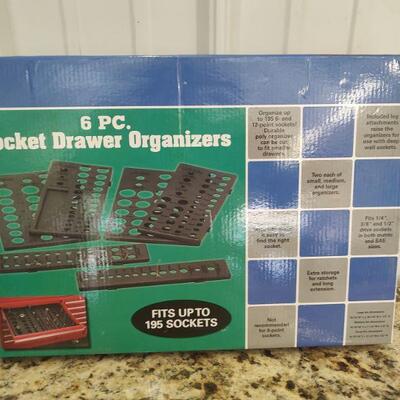 6 PC.
ocket Drawer Organizers
FITS UP TO
195 SOCKETS
Organize up
to 195 6- and
12-point sockets!
Durable
poly organizer
can be cut
to fit smaller
drawers.
Included leg
attachments
raise the
organizers for
use with deep
well sockets.
Two each of
small, medium,
and large
organizers.
it easy to
find the right
socket.
Fits 1/4",
3/8" and 1/2"
drive sockets
in both metric
and SAE
sizes.
Extra storage
for ratchets
and long
extension.
Not
recommended
for 8-point
sockets.